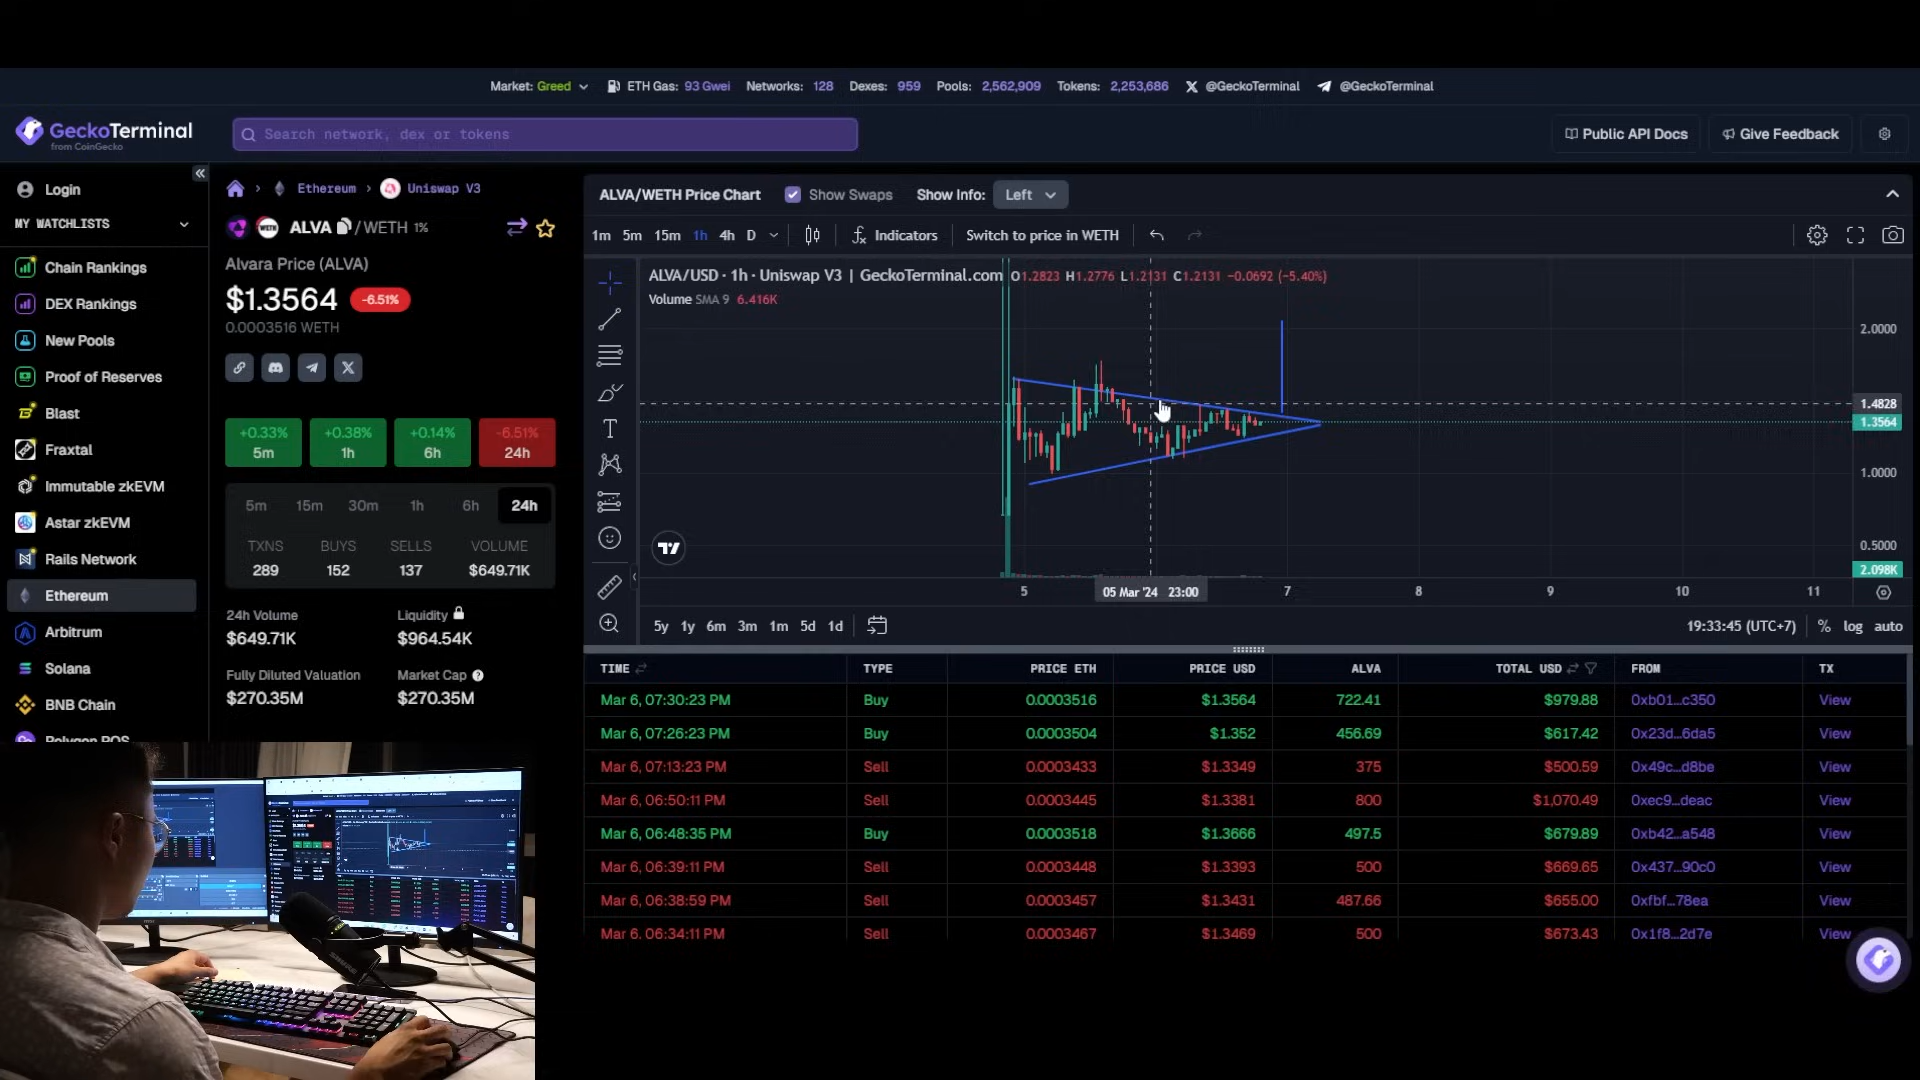 Market: Greed ETH Gas: 93 Gwei Networks: 128 Dexes: 959 Pools: 2,562,909 Tokens: 2,253,686 @GeckoTerminal @GeckoTerminal
GeckoTerminal
from CoinGecko
Search network, dex or tokens
Public API Docs
Give Feedback
Login
MY WATCHLISTS
Chain Rankings
DEX Rankings
New Pools
Proof of Reserves
Blast
Fraxtal
Immutable zkEVM
Astar zkEVM
Rails Network
Ethereum
Arbitrum
Solana
BNB Chain
Polygon POS
Ethereum > Uniswap V3
WETH
ALVA / WETH 1%
Alvara Price (ALVA)
$1.3564 -6.51%
0.0003516 WETH
+0.33% +0.38% +0.14% -6.51%
5m 1h 6h 24h
5m 15m 30m 1h 6h 24h
TXNS BUYS SELLS VOLUME
289 152 137 $649.71K
24h Volume Liquidity
$649.71K $964.54K
Fully Diluted Valuation Market Cap
$270.35M $270.35M
ALVA/WETH Price Chart Show Swaps Show Info: Left
1m 5m 15m 1h 4h D Indicators Switch to price in WETH
ALVA/USD · 1h · Uniswap V3 | GeckoTerminal.com O1.2823 H1.2776 L1.2131 C1.2131 −0.0692 (−5.40%)
Volume SMA 9 6.416K
2.0000
1.4828
1.3564
1.0000
0.5000
2.098K
5 05 Mar '24 23:00 7 8 9 10 11
5y 1y 6m 3m 1m 5d 1d 19:33:45 (UTC+7) % log auto
TIME TYPE PRICE ETH PRICE USD ALVA TOTAL USD FROM TX
Mar 6, 07:30:23 PM Buy 0.0003516 $1.3564 722.41 $979.88 0xb01...c350 View
Mar 6, 07:26:23 PM Buy 0.0003504 $1.352 456.69 $617.42 0x23d...6da5 View
Mar 6, 07:13:23 PM Sell 0.0003433 $1.3349 375 $500.59 0x49c...d8be View
Mar 6, 06:50:11 PM Sell 0.0003445 $1.3381 800 $1,070.49 0xec9...deac View
Mar 6, 06:48:35 PM Buy 0.0003518 $1.3666 497.5 $679.89 0xb42...a548 View
Mar 6, 06:39:11 PM Sell 0.0003448 $1.3393 500 $669.65 0x437...90c0 View
Mar 6, 06:38:59 PM Sell 0.0003457 $1.3431 487.66 $655.00 0xfbf...78ea View
Mar 6, 06:34:11 PM Sell 0.0003467 $1.3469 500 $673.43 0x1f8...2d7e View